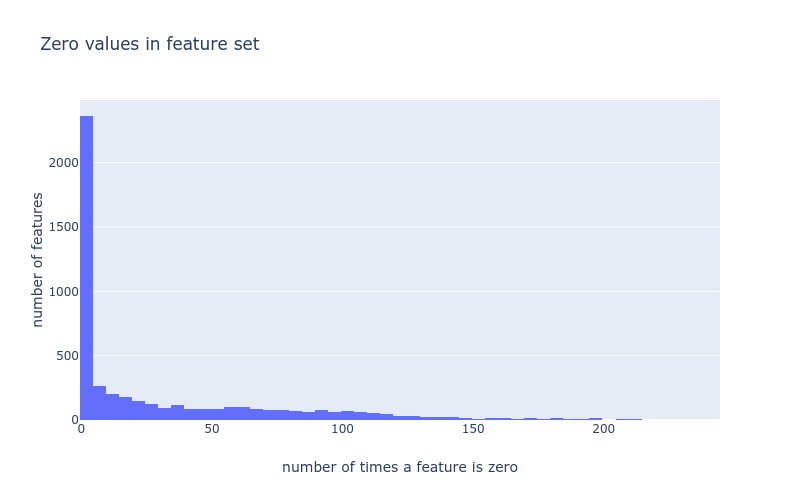 Zero values in feature set
number of features
2000
1500
1000
500
0
0 50 100 150 200
number of times a feature is zero